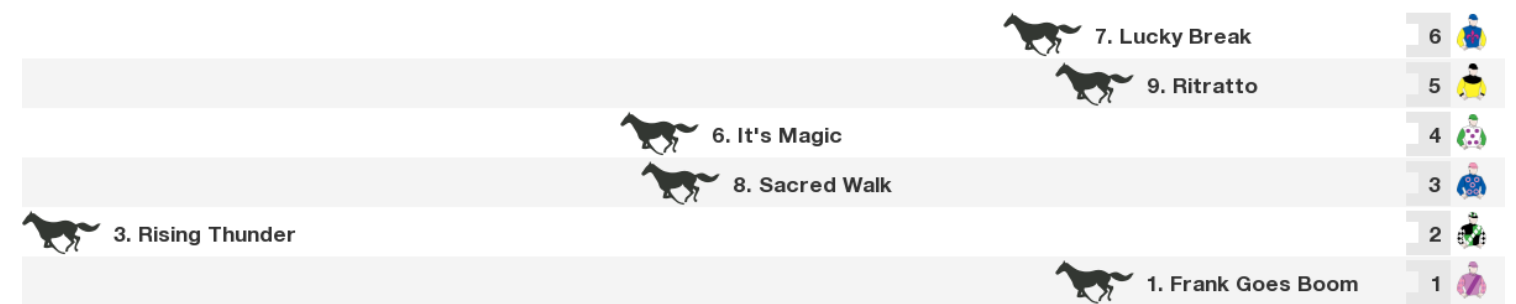 7. Lucky Break 6
9. Ritratto 5
6. It's Magic 4
8. Sacred Walk 3
3. Rising Thunder 2
1. Frank Goes Boom 1